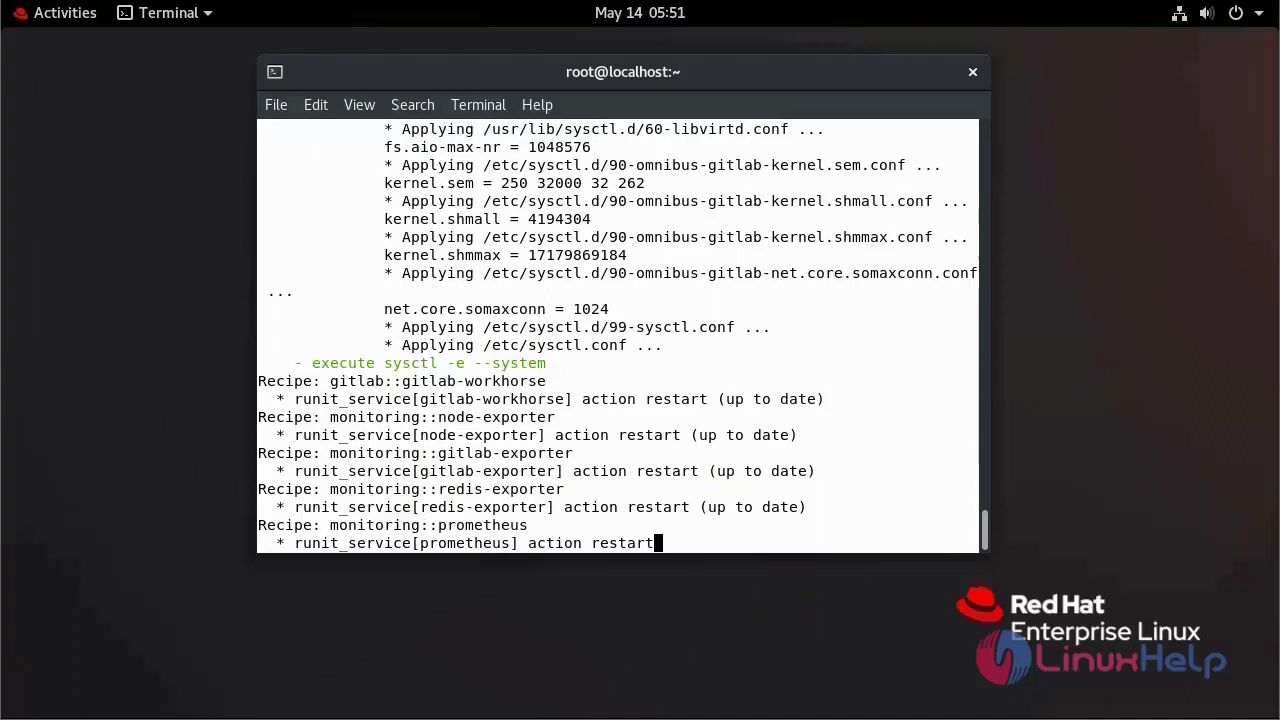 Activities Terminal May 14 05:51
root@localhost:~
File Edit View Search Terminal Help
* Applying /usr/lib/sysctl.d/60-libvirtd.conf ...
fs.aio-max-nr = 1048576
* Applying /etc/sysctl.d/90-omnibus-gitlab-kernel.sem.conf ...
kernel.sem = 250 32000 32 262
* Applying /etc/sysctl.d/90-omnibus-gitlab-kernel.shmall.conf ...
kernel.shmall = 4194304
* Applying /etc/sysctl.d/90-omnibus-gitlab-kernel.shmmax.conf ...
kernel.shmmax = 17179869184
* Applying /etc/sysctl.d/90-omnibus-gitlab-net.core.somaxconn.conf
...
net.core.somaxconn = 1024
* Applying /etc/sysctl.d/99-sysctl.conf ...
* Applying /etc/sysctl.conf ...
- execute sysctl -e --system
Recipe: gitlab::gitlab-workhorse
* runit_service[gitlab-workhorse] action restart (up to date)
Recipe: monitoring::node-exporter
* runit_service[node-exporter] action restart (up to date)
Recipe: monitoring::gitlab-exporter
* runit_service[gitlab-exporter] action restart (up to date)
Recipe: monitoring::redis-exporter
* runit_service[redis-exporter] action restart (up to date)
Recipe: monitoring::prometheus
* runit_service[prometheus] action restart
Red Hat
Enterprise Linux
LinuxHelp